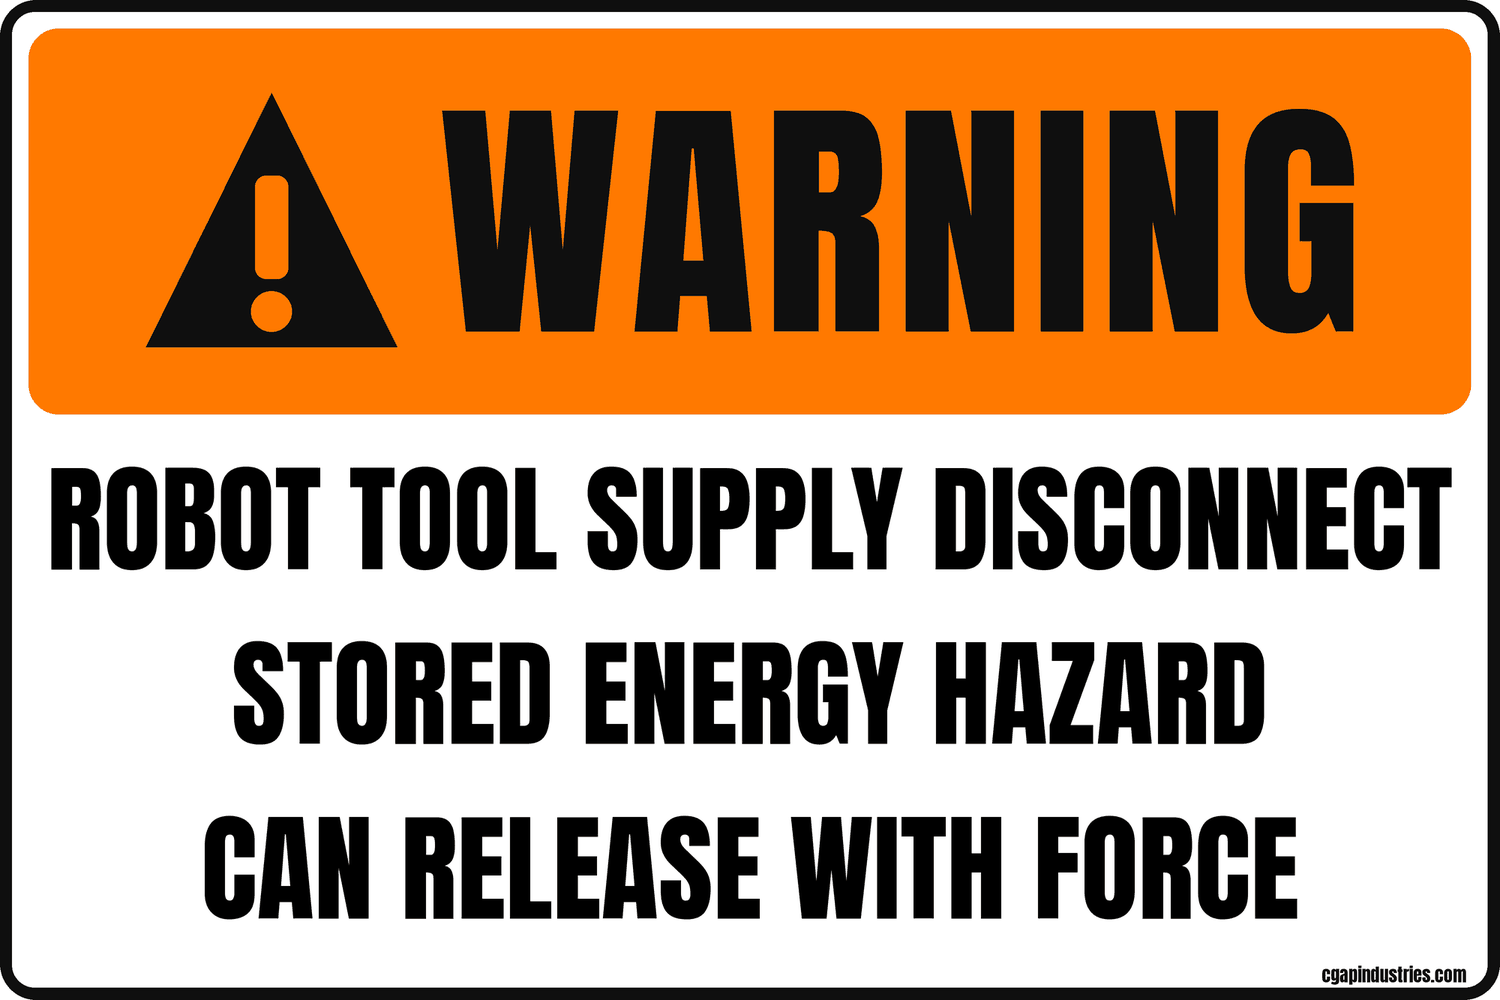 WARNING
ROBOT TOOL SUPPLY DISCONNECT
STORED ENERGY HAZARD
CAN RELEASE WITH FORCE
cgapindustries.com